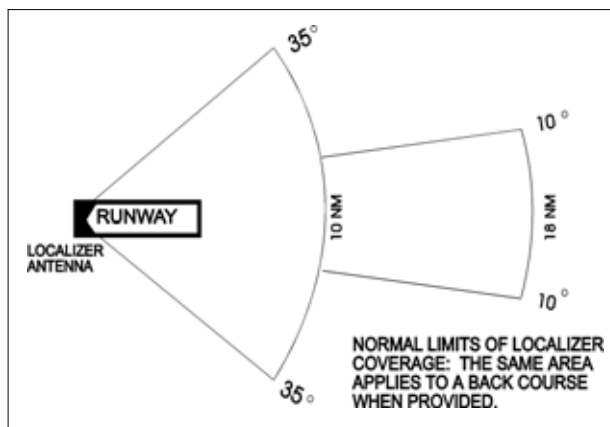 35°
10°
RUNWAY
10 NM
18 NM
LOCALIZER
ANTENNA
10°
35°
NORMAL LIMITS OF LOCALIZER
COVERAGE: THE SAME AREA
APPLIES TO A BACK COURSE
WHEN PROVIDED.